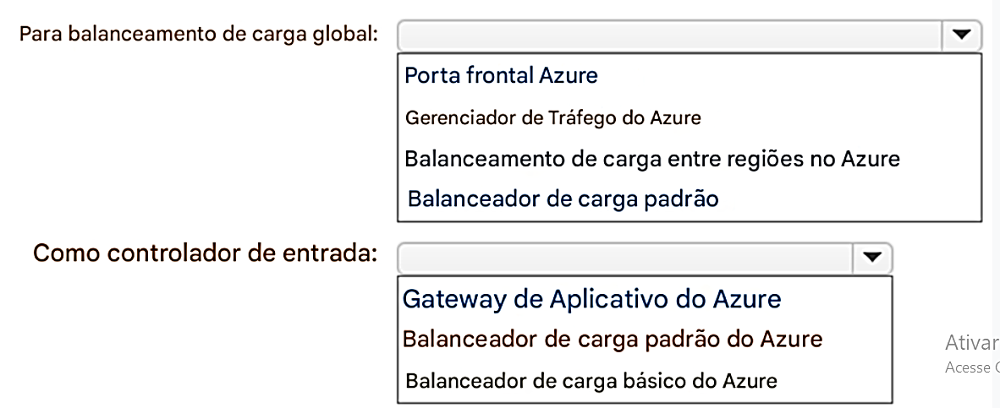 Para balanceamento de carga global:
Porta frontal Azure
Gerenciador de Tráfego do Azure
Balanceamento de carga entre regiões no Azure
Balanceador de carga padrão
Como controlador de entrada:
Gateway de Aplicativo do Azure
Balanceador de carga padrão do Azure
Balanceador de carga básico do Azure
Ativar
Acesse